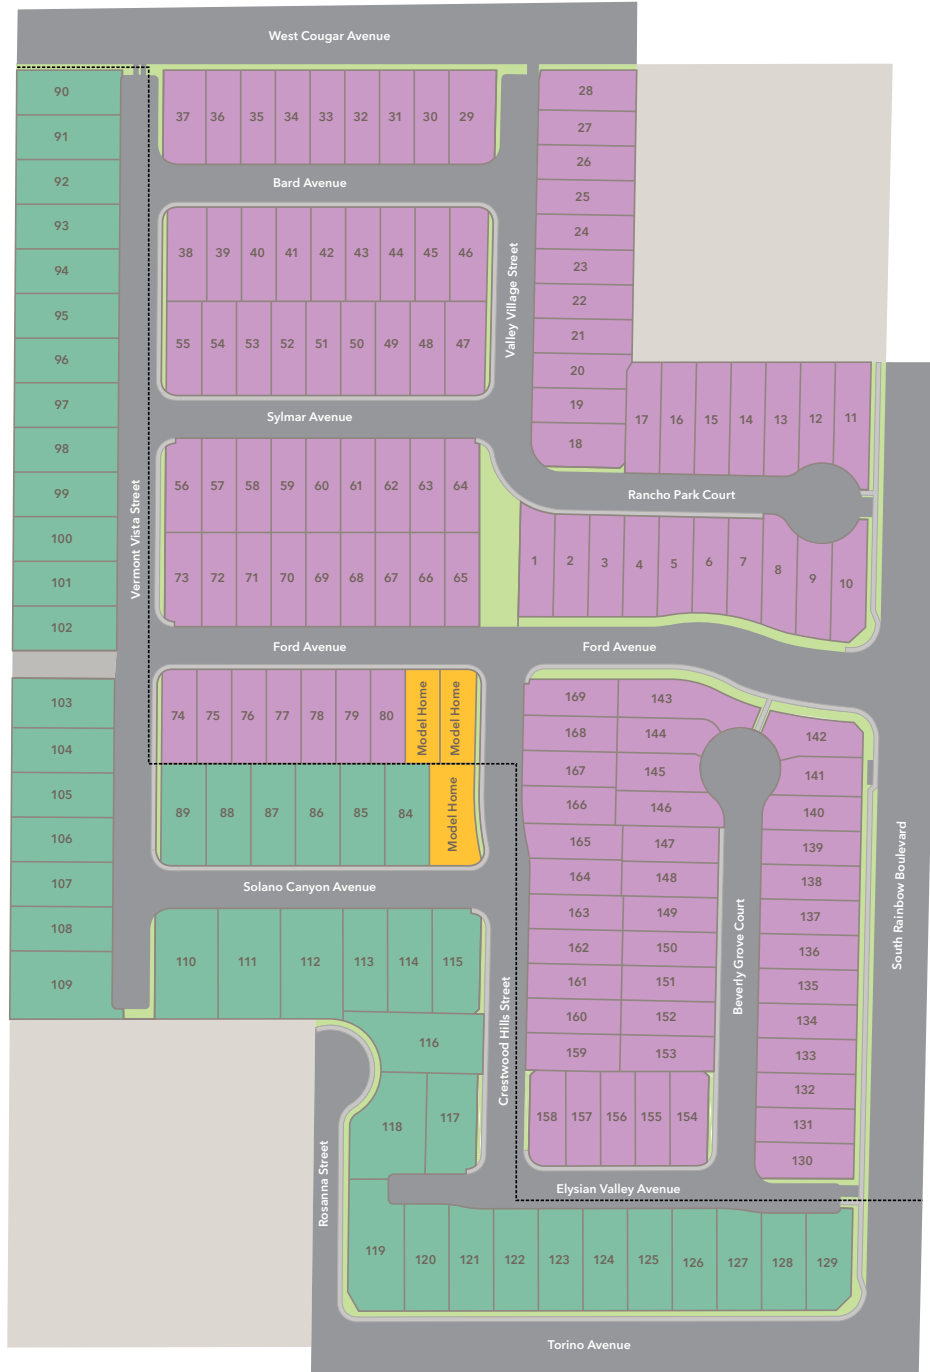 West Cougar Avenue
90
91
92
93
94
95
96
97
98
99
100
101
102
103
104
105
106
107
108
109
Vermont Vista Street
37 36 35 34 33 32 31 30 29
Bard Avenue
38 39 40 41 42 43 44 45 46
55 54 53 52 51 50 49 48 47
Sylmar Avenue
56 57 58 59 60 61 62 63 64
73 72 71 70 69 68 67 66 65
Ford Avenue
74 75 76 77 78 79 80 Model Home Model Home
89 88 87 86 85 84 Model Home
Solano Canyon Avenue
110 111 112 113 114 115
116
118 117
119 120 121 122 123 124 125 126 127 128 129
Valley Village Street
28
27
26
25
24
23
22
21
20
19
18
17 16 15 14 13 12 11
Rancho Park Court
1 2 3 4 5 6 7 8 9 10
Ford Avenue
169 143
168 144
167 145
166 146
165 147
164 148
163 149
162 150
161 151
160 152
159 153
158 157 156 155 154
Crestwood Hills Street
Beverly Grove Court
142
141
140
139
138
137
136
135
134
133
132
131
130
South Rainbow Boulevard
Elysian Valley Avenue
Rosanna Street
Torino Avenue